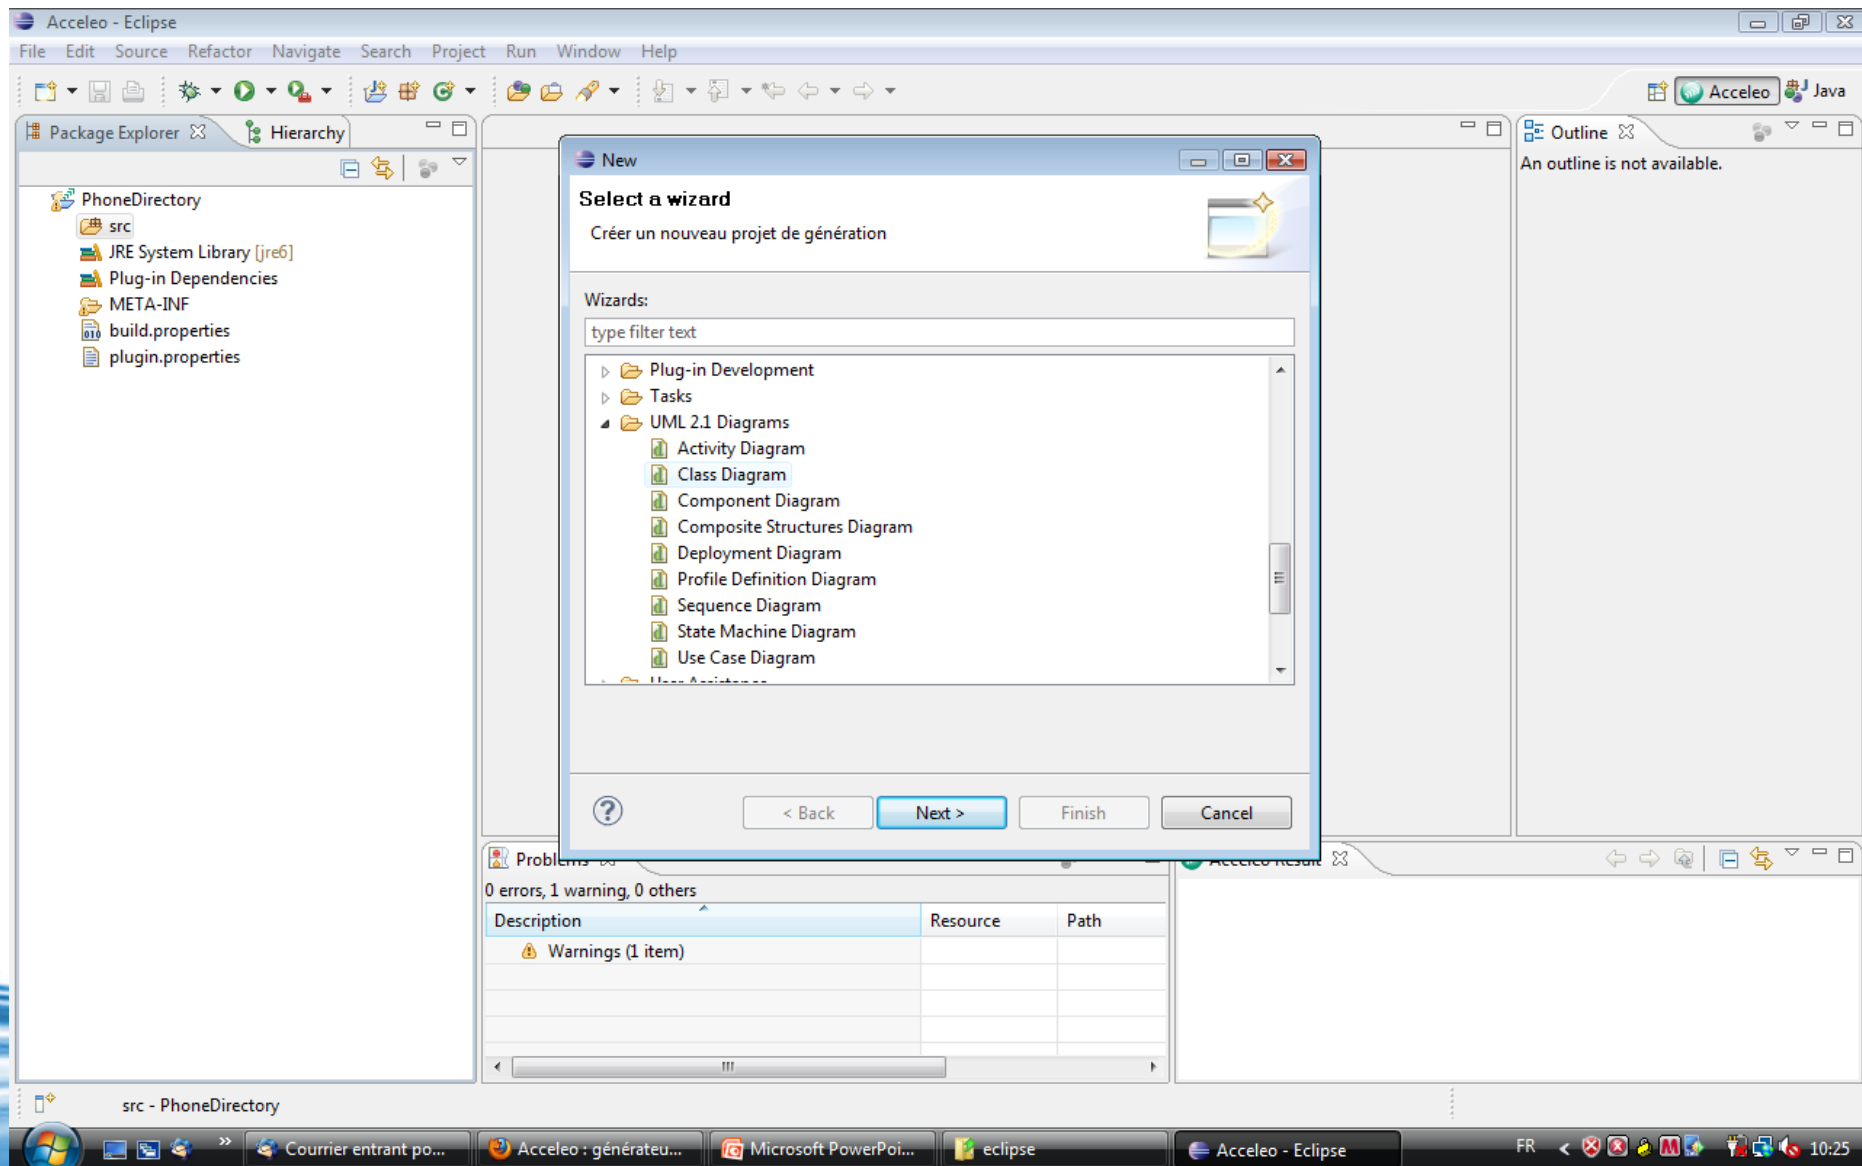 Acceleo - Eclipse
File Edit Source Refactor Navigate Search Project Run Window Help
Acceleo Java
Package Explorer Hierarchy
PhoneDirectory
src
JRE System Library [jre6]
Plug-in Dependencies
META-INF
build.properties
plugin.properties
New
Select a wizard
Créer un nouveau projet de génération
Wizards:
type filter text
Plug-in Development
Tasks
UML 2.1 Diagrams
Activity Diagram
Class Diagram
Component Diagram
Composite Structures Diagram
Deployment Diagram
Profile Definition Diagram
Sequence Diagram
State Machine Diagram
Use Case Diagram
User Assistance
< Back Next > Finish Cancel
Outline
An outline is not available.
Problems
0 errors, 1 warning, 0 others
Description Resource Path
Warnings (1 item)
Acceleo Result
src - PhoneDirectory
Courrier entrant po... Acceleo : générateu... Microsoft PowerPoi... eclipse Acceleo - Eclipse FR 10:25